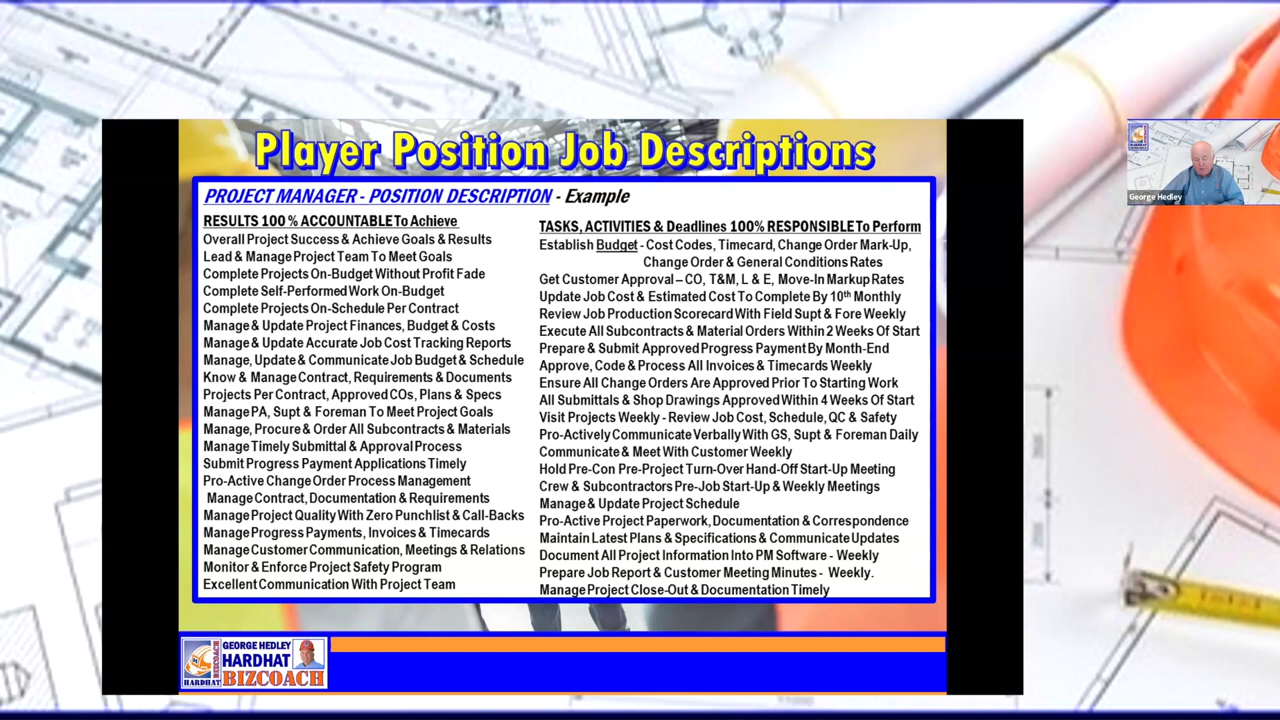 Player Position Job Descriptions
PROJECT MANAGER - POSITION DESCRIPTION - Example
RESULTS 100 % ACCOUNTABLE To Achieve
Overall Project Success & Achieve Goals & Results
Lead & Manage Project Team To Meet Goals
Complete Projects On-Budget Without Profit Fade
Complete Self-Performed Work On-Budget
Complete Projects On-Schedule Per Contract
Manage & Update Project Finances, Budget & Costs
Manage & Update Accurate Job Cost Tracking Reports
Manage, Update & Communicate Job Budget & Schedule
Know & Manage Contract, Requirements & Documents
Projects Per Contract, Approved COs, Plans & Specs
Manage PA, Supt & Foreman To Meet Project Goals
Manage, Procure & Order All Subcontracts & Materials
Manage Timely Submittal & Approval Process
Submit Progress Payment Applications Timely
Pro-Active Change Order Process Management
Manage Contract, Documentation & Requirements
Manage Project Quality With Zero Punchlist & Call-Backs
Manage Progress Payments, Invoices & Timecards
Manage Customer Communication, Meetings & Relations
Monitor & Enforce Project Safety Program
Excellent Communication With Project Team
TASKS, ACTIVITIES & Deadlines 100% RESPONSIBLE To Perform
Establish Budget - Cost Codes, Timecard, Change Order Mark-Up,
Change Order & General Conditions Rates
Get Customer Approval – CO, T&M, L & E, Move-In Markup Rates
Update Job Cost & Estimated Cost To Complete By 10th Monthly
Review Job Production Scorecard With Field Supt & Fore Weekly
Execute All Subcontracts & Material Orders Within 2 Weeks Of Start
Prepare & Submit Approved Progress Payment By Month-End
Approve, Code & Process All Invoices & Timecards Weekly
Ensure All Change Orders Are Approved Prior To Starting Work
All Submittals & Shop Drawings Approved Within 4 Weeks Of Start
Visit Projects Weekly - Review Job Cost, Schedule, QC & Safety
Pro-Actively Communicate Verbally With GS, Supt & Foreman Daily
Communicate & Meet With Customer Weekly
Hold Pre-Con Pre-Project Turn-Over Hand-Off Start-Up Meeting
Crew & Subcontractors Pre-Job Start-Up & Weekly Meetings
Manage & Update Project Schedule
Pro-Active Project Paperwork, Documentation & Correspondence
Maintain Latest Plans & Specifications & Communicate Updates
Document All Project Information Into PM Software - Weekly
Prepare Job Report & Customer Meeting Minutes - Weekly.
Manage Project Close-Out & Documentation Timely
HARDHAT
BIZCOACH
GEORGE HEDLEY
HARDHAT
BIZCOACH
George Hedley